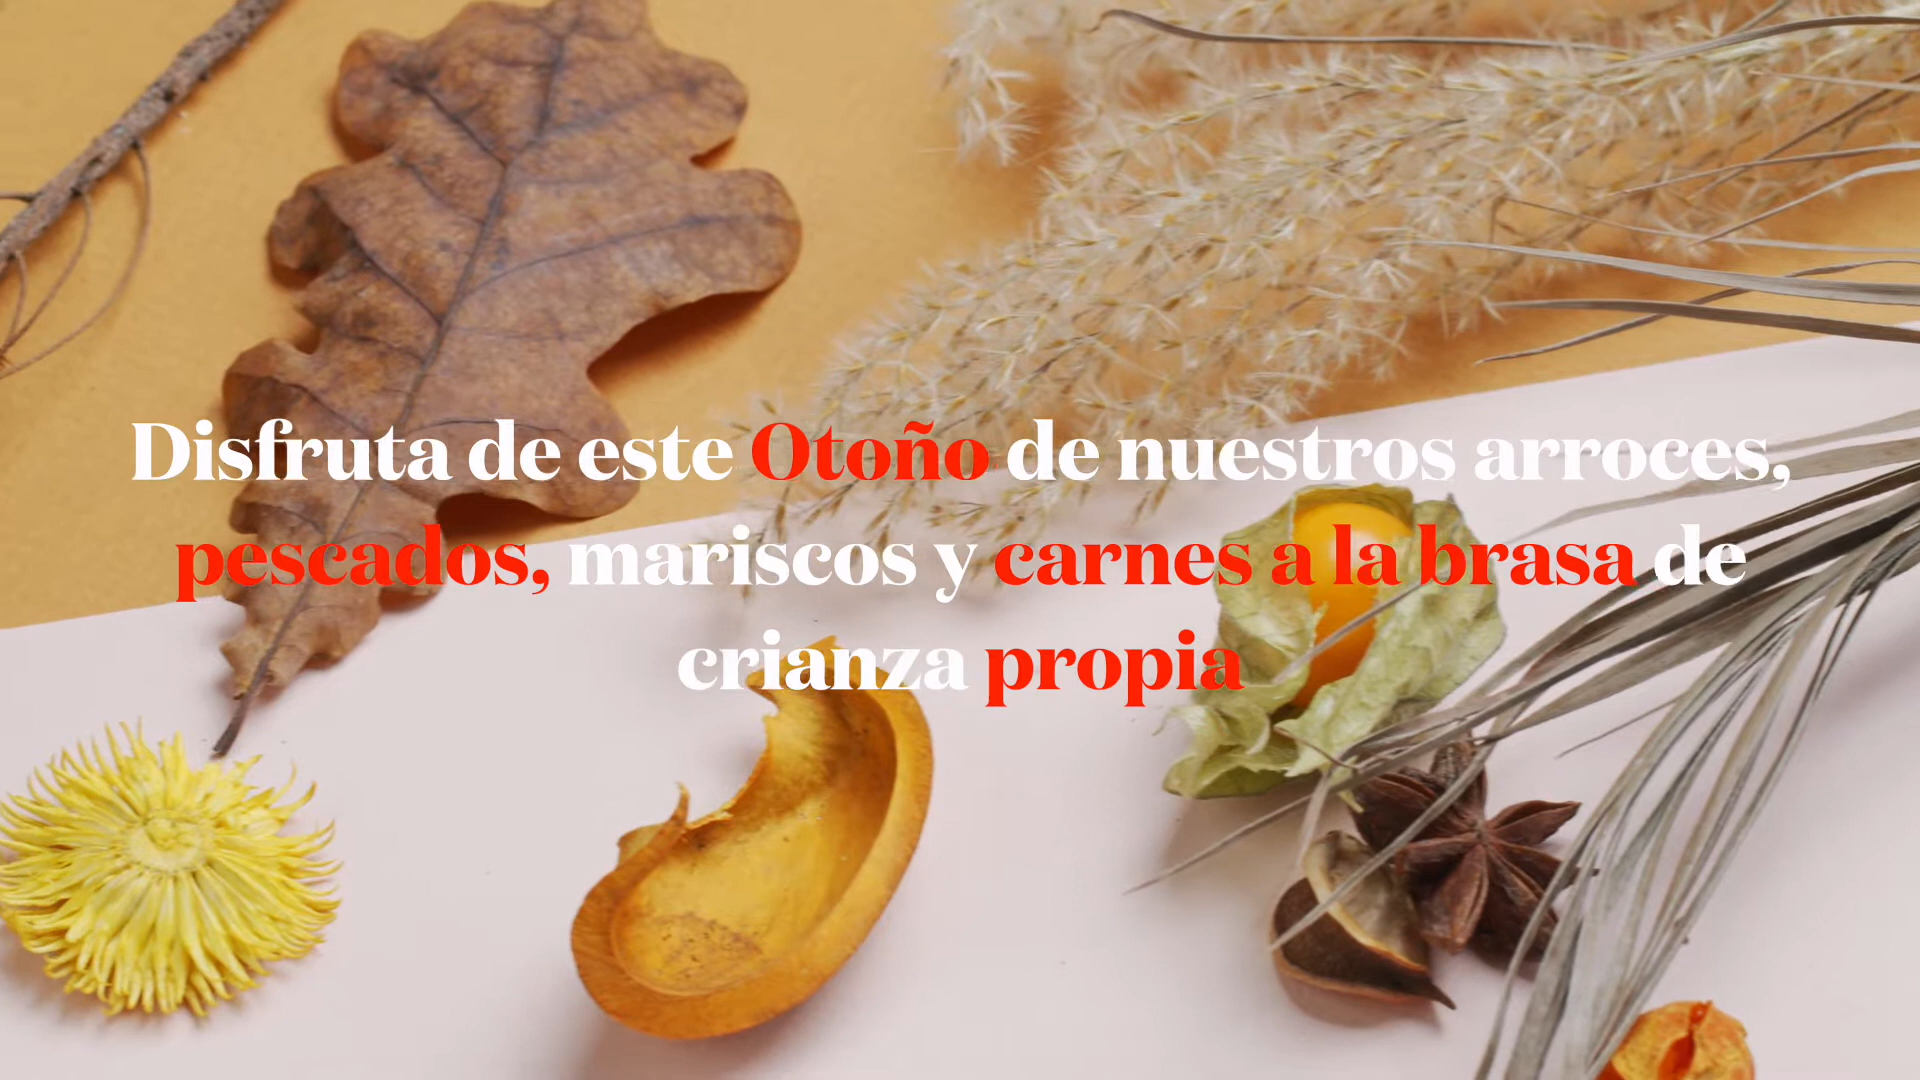 Disfruta de este Otoño de nuestros arroces,
pescados, mariscos y carnes a la brasa de
crianza propia